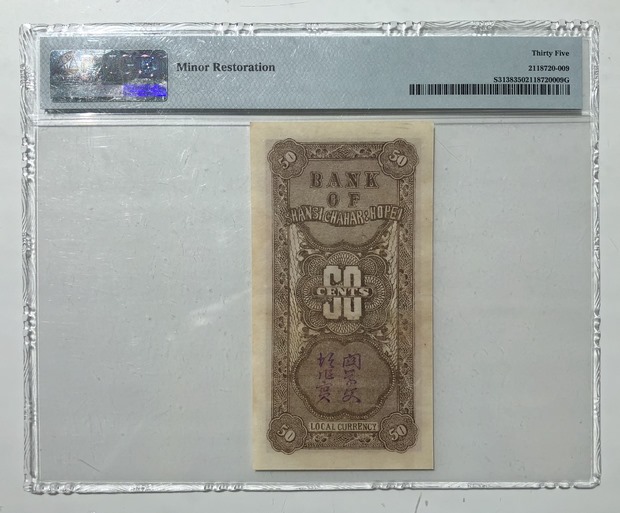 Minor Restoration
Thirty Five
2118720-009
S31383502118720009G
50
50
BANK
OF
SHANSI CHAHAR & HOPEI
50
CENTS
50
LOCAL CURRENCY
50